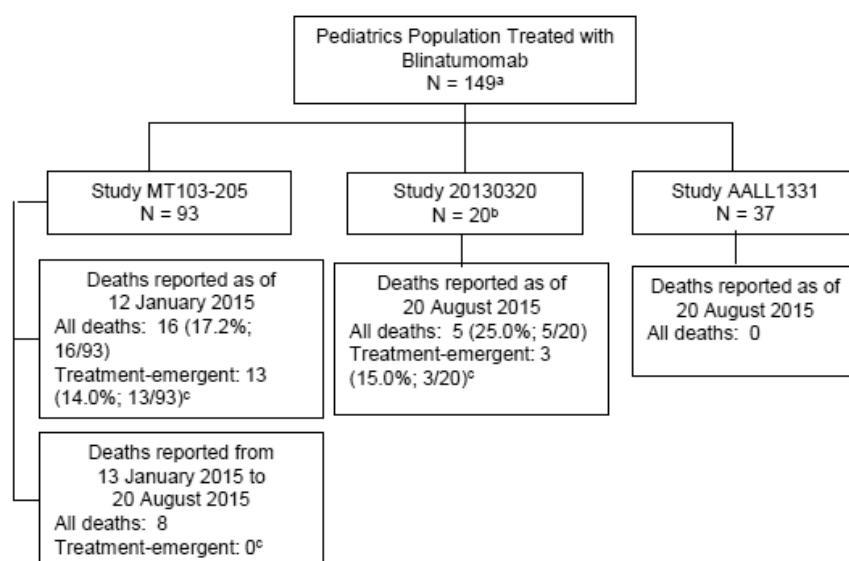 Pediatrics Population Treated with
Blinatumomab
N = 149ᵃ
Study MT103-205
N = 93
Study 20130320
N = 20ᵇ
Study AALL1331
N = 37
Deaths reported as of
12 January 2015
All deaths: 16 (17.2%;
16/93)
Treatment-emergent: 13
(14.0%; 13/93)ᶜ
Deaths reported as of
20 August 2015
All deaths: 5 (25.0%; 5/20)
Treatment-emergent: 3
(15.0%; 3/20)ᶜ
Deaths reported as of
20 August 2015
All deaths: 0
Deaths reported from
13 January 2015 to
20 August 2015
All deaths: 8
Treatment-emergent: 0ᶜ